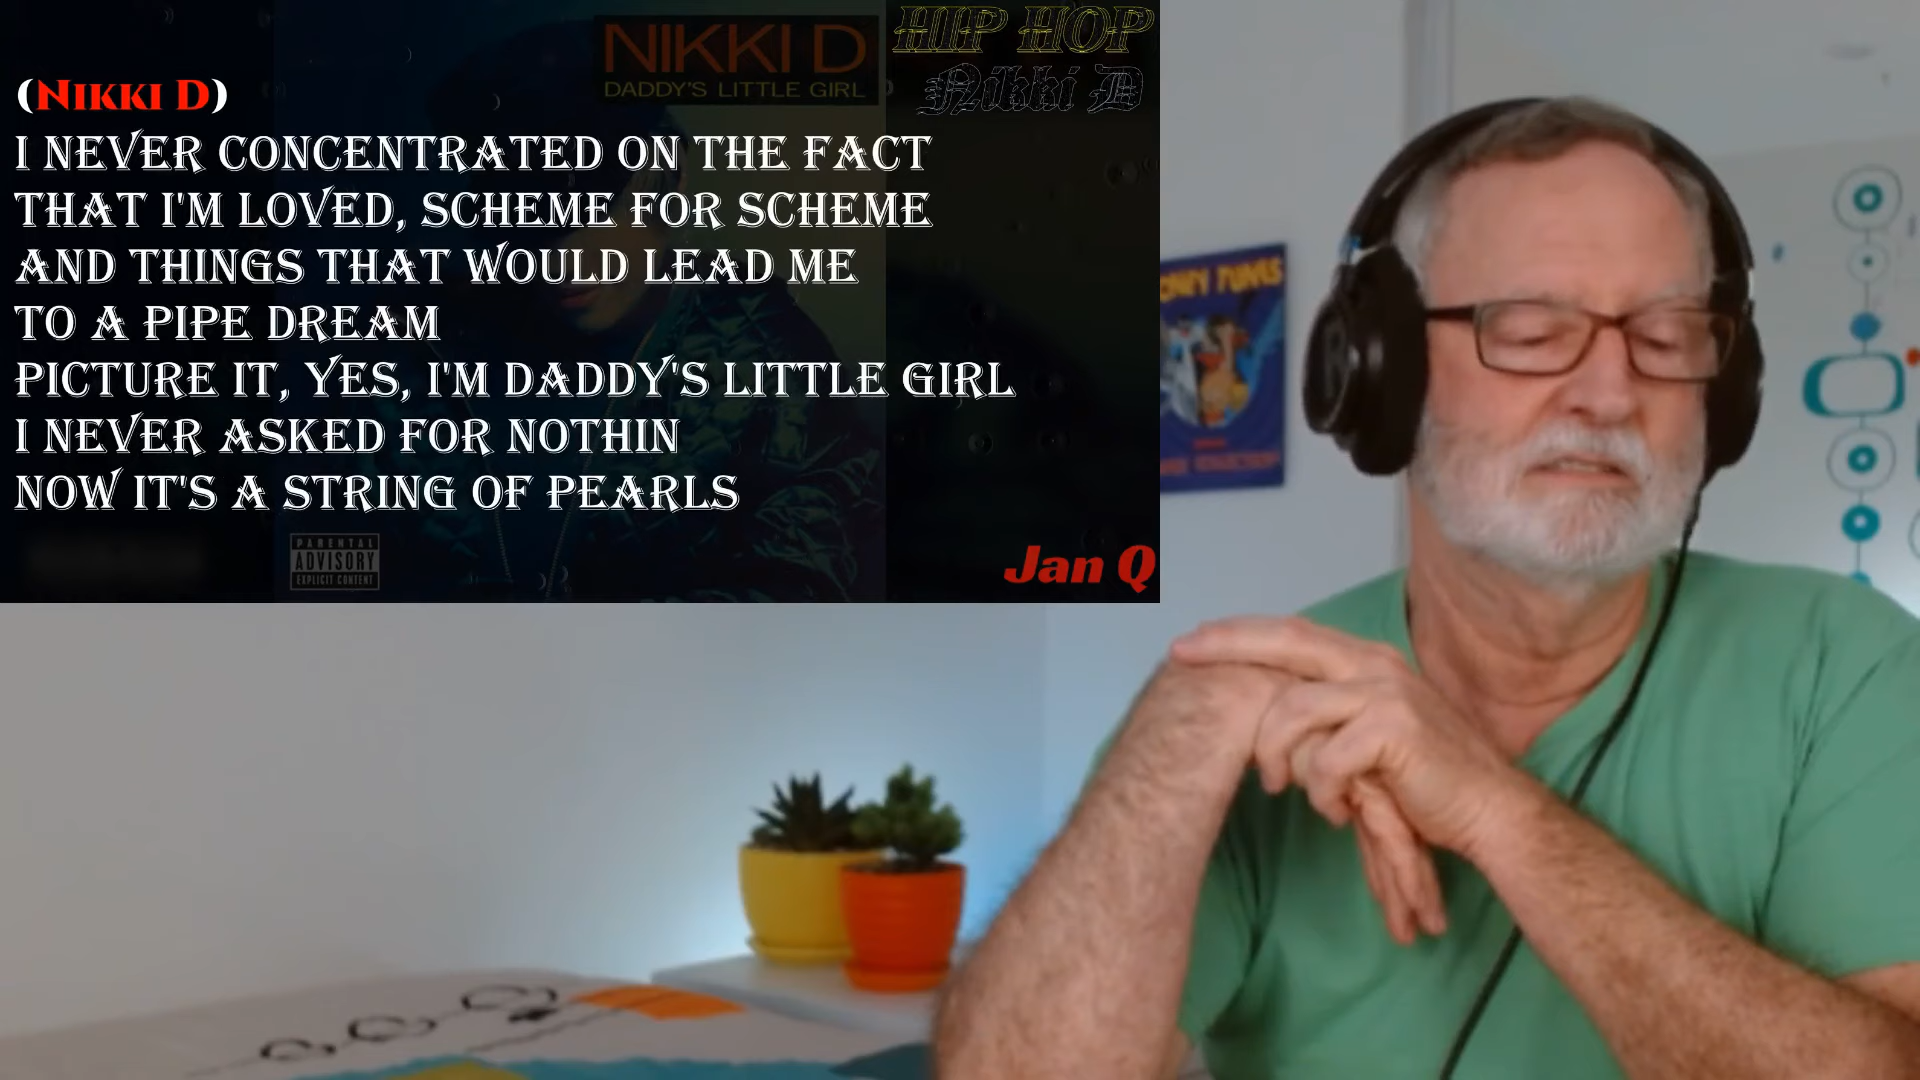 NIKKI D
DADDY'S LITTLE GIRL
HIP HOP
Nikki D
(NIKKI D)
I NEVER CONCENTRATED ON THE FACT
THAT I'M LOVED, SCHEME FOR SCHEME
AND THINGS THAT WOULD LEAD ME
TO A PIPE DREAM
PICTURE IT, YES, I'M DADDY'S LITTLE GIRL
I NEVER ASKED FOR NOTHIN
NOW IT'S A STRING OF PEARLS
PARENTAL
ADVISORY
EXPLICIT CONTENT
Jan Q
TUNES